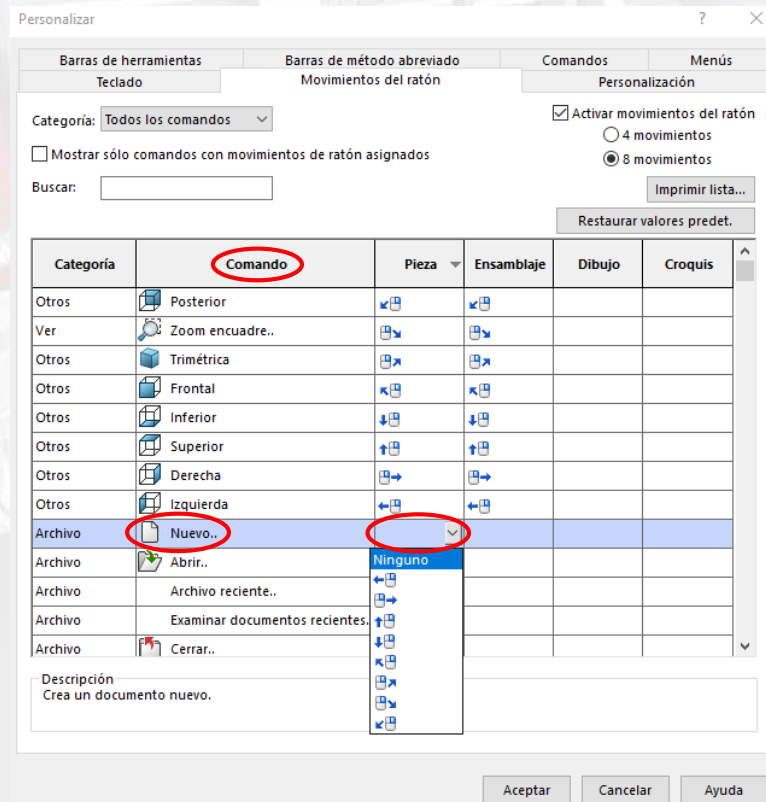 Personalizar ?
Barras de herramientas Barras de método abreviado Comandos Menús
Teclado Movimientos del ratón Personalización
Categoría: Todos los comandos
Activar movimientos del ratón
4 movimientos
Mostrar sólo comandos con movimientos de ratón asignados
8 movimientos
Buscar:
Imprimir lista...
Restaurar valores predet.
Categoría Comando Pieza Ensamblaje Dibujo Croquis
Otros Posterior
Ver Zoom encuadre..
Otros Trimétrica
Otros Frontal
Otros Inferior
Otros Superior
Otros Derecha
Otros Izquierda
Archivo Nuevo..
Archivo Abrir.. Ninguno
Archivo Archivo reciente..
Archivo Examinar documentos recientes.
Archivo Cerrar..
Descripción
Crea un documento nuevo.
Aceptar Cancelar Ayuda